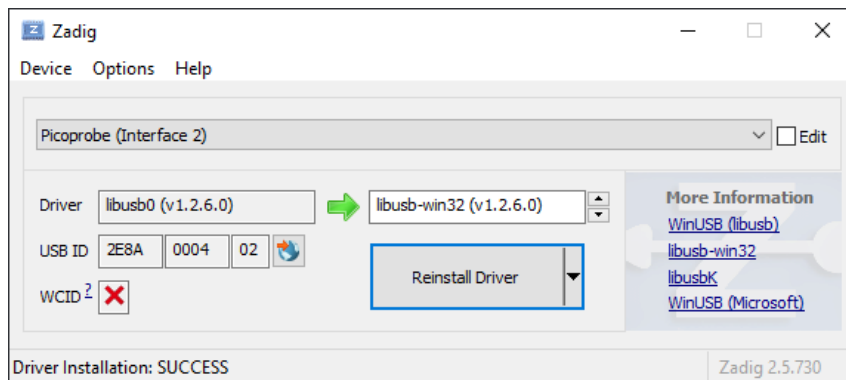 Zadig
Device Options Help
Picoprobe (Interface 2)
Edit
Driver libusb0 (v1.2.6.0) libusb-win32 (v1.2.6.0)
USB ID 2E8A 0004 02
WCID ?
Reinstall Driver
More Information
WinUSB (libusb)
libusb-win32
libusbK
WinUSB (Microsoft)
Driver Installation: SUCCESS
Zadig 2.5.730